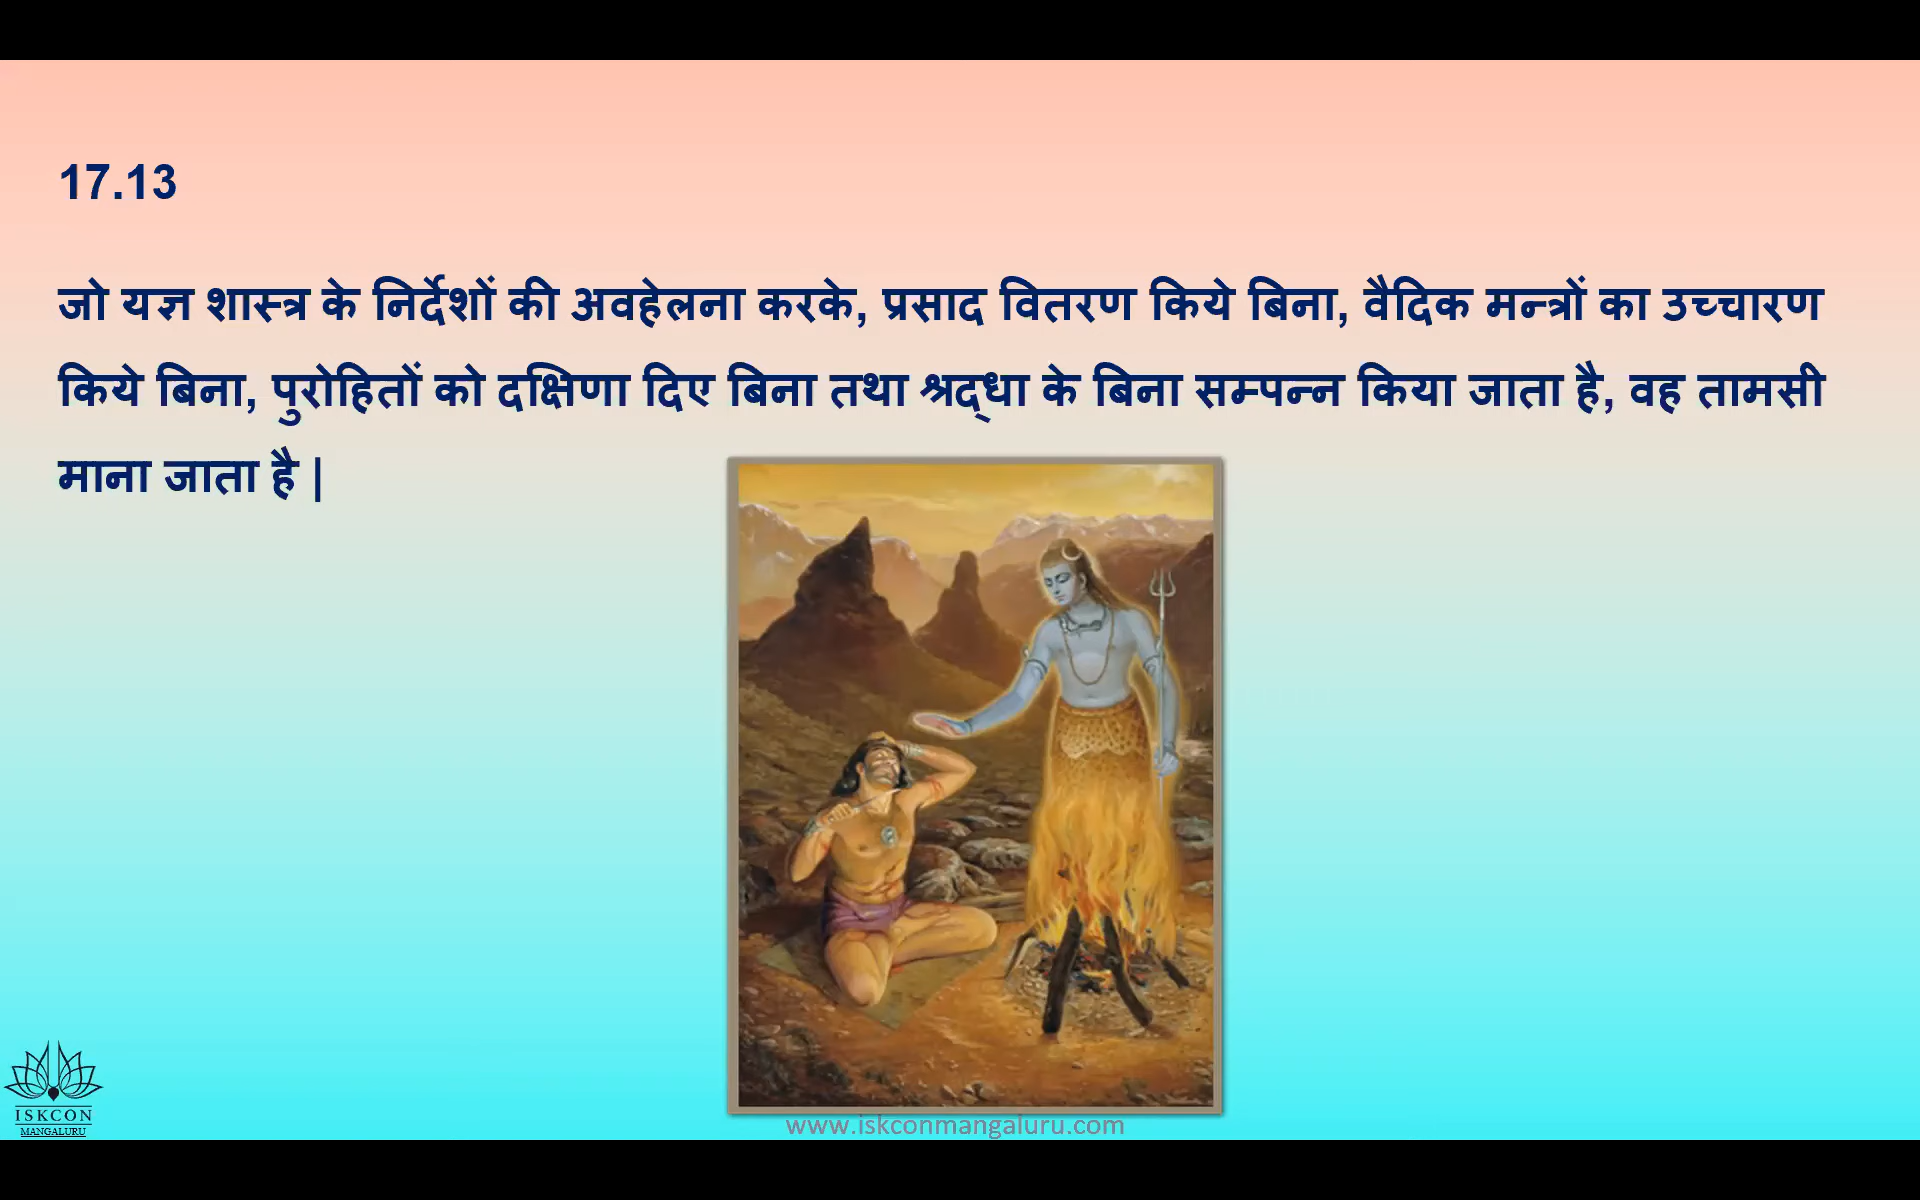 17.13
जो यज्ञ शास्त्र के निर्देशों की अवहेलना करके, प्रसाद वितरण किये बिना, वैदिक मन्त्रों का उच्चारण
किये बिना, पुरोहितों को दक्षिणा दिए बिना तथा श्रद्धा के बिना सम्पन्न किया जाता है, वह तामसी
माना जाता है |
ISKCON
MANGALURU
www.iskconmangaluru.com